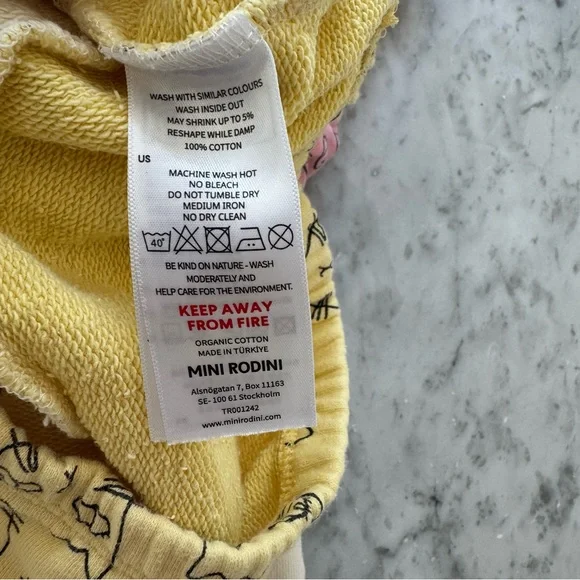 WASH WITH SIMILAR COLOURS
WASH INSIDE OUT
MAY SHRINK UP TO 5%
RESHAPE WHILE DAMP
100% COTTON
US
MACHINE WASH HOT
NO BLEACH
DO NOT TUMBLE DRY
MEDIUM IRON
NO DRY CLEAN
40°
BE KIND ON NATURE - WASH
MODERATELY AND
HELP CARE FOR THE ENVIRONMENT.
KEEP AWAY
FROM FIRE
ORGANIC COTTON
MADE IN TÜRKİYE
MINI RODINI
Alsnögatan 7, Box 11163
SE- 100 61 Stockholm
TR001242
www.minirodini.com